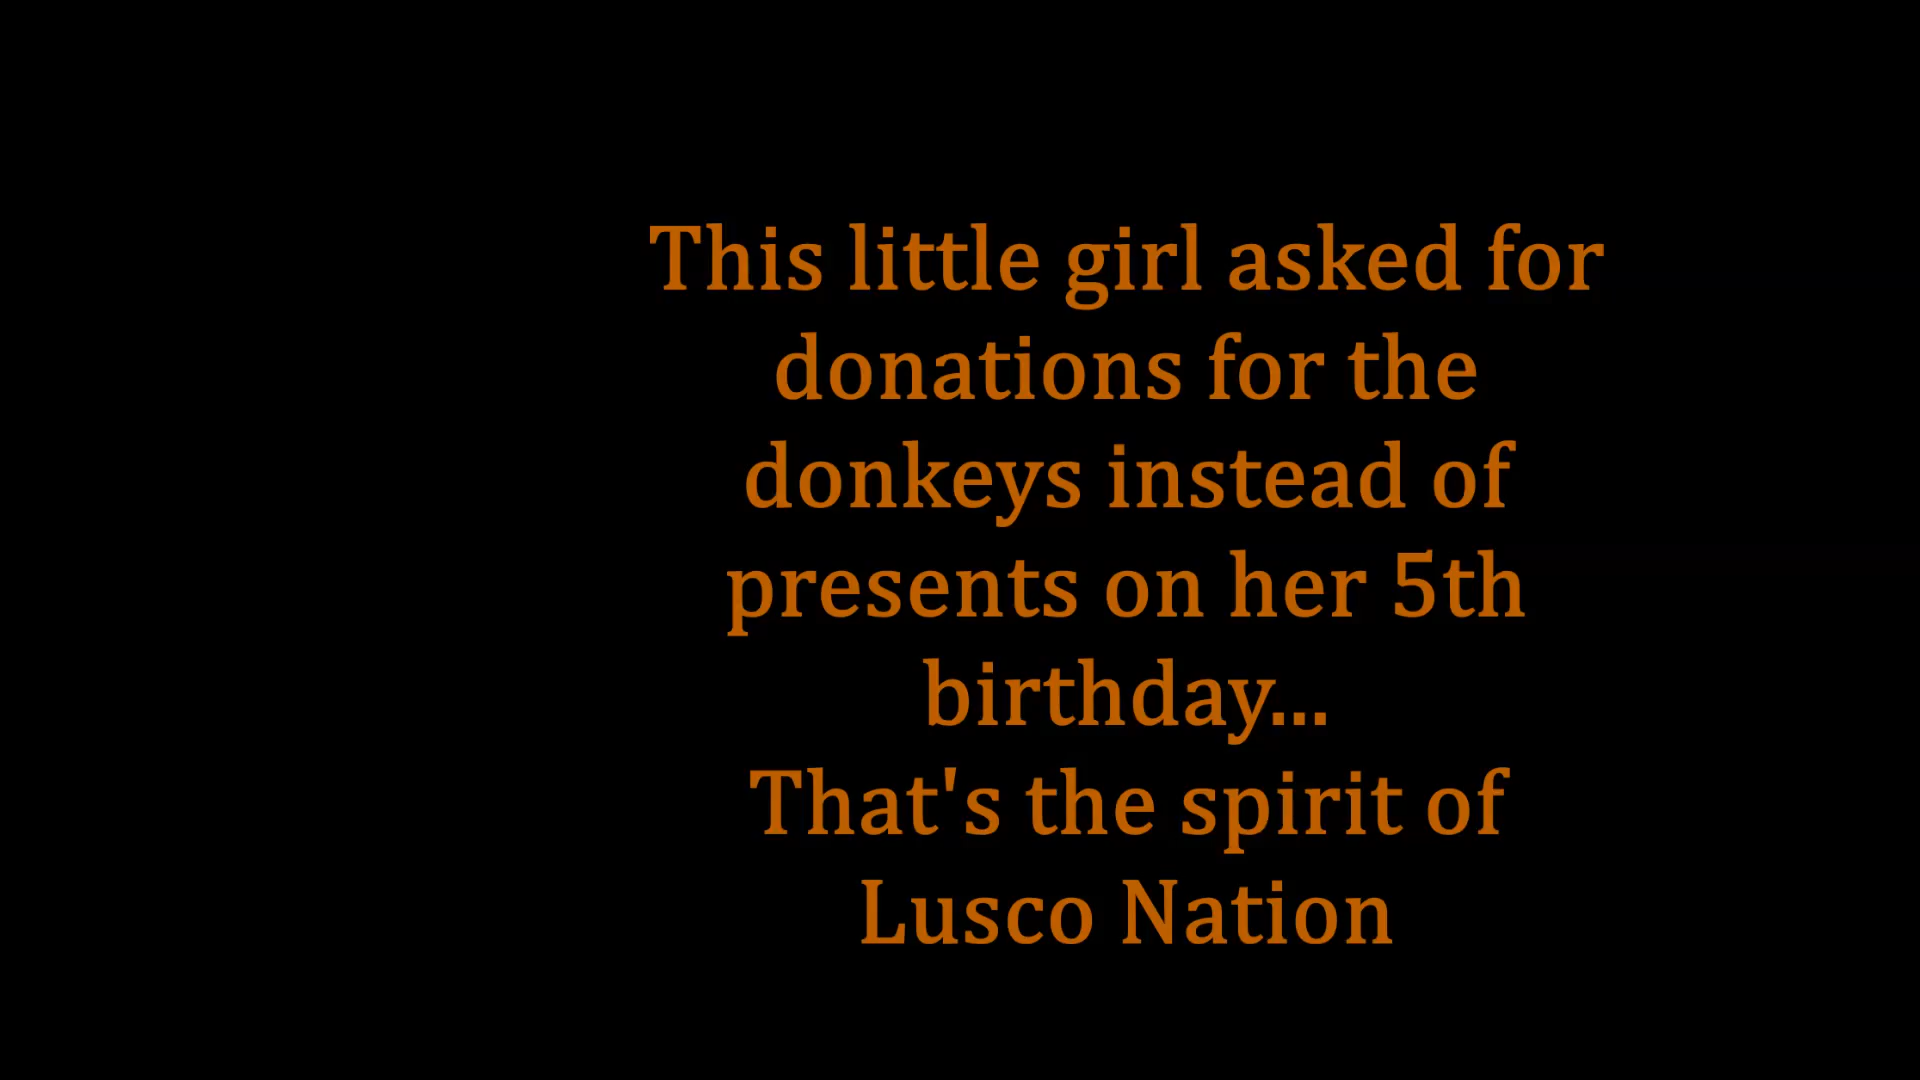 This little girl asked for
donations for the
donkeys instead of
presents on her 5th
birthday...
That's the spirit of
Lusco Nation